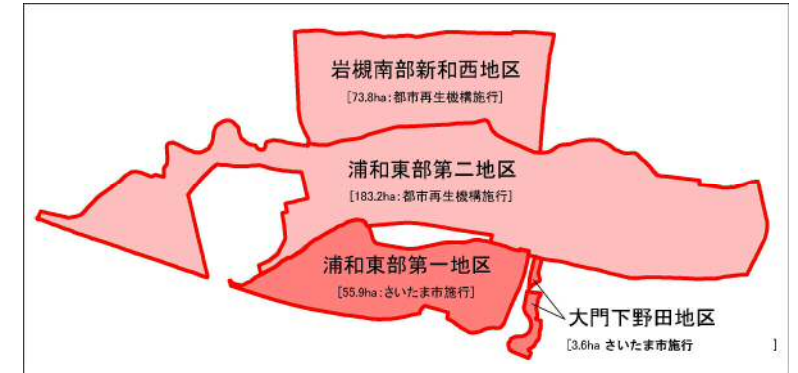 岩槻南部新和西地区
[73.8ha:都市再生機構施行]
浦和東部第二地区
[183.2ha:都市再生機構施行]
浦和東部第一地区
[55.9ha:さいたま市施行]
大門下野田地区
[3.6ha さいたま市施行 ]